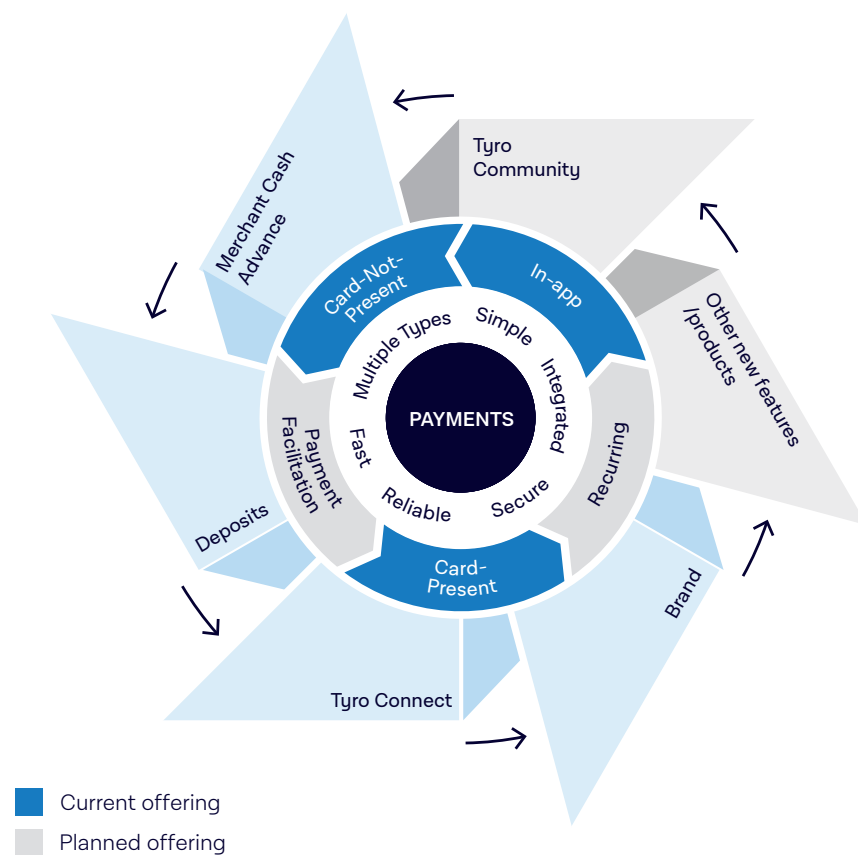 Tyro
Community
Merchant Cash
Advance
Card-Not-
Present
In-app
Other new features
/products
Multiple Types
Simple
Integrated
PAYMENTS
Fast
Reliable
Secure
Payment
Facilitation
Recurring
Deposits
Card-
Present
Brand
Tyro Connect
Current offering
Planned offering